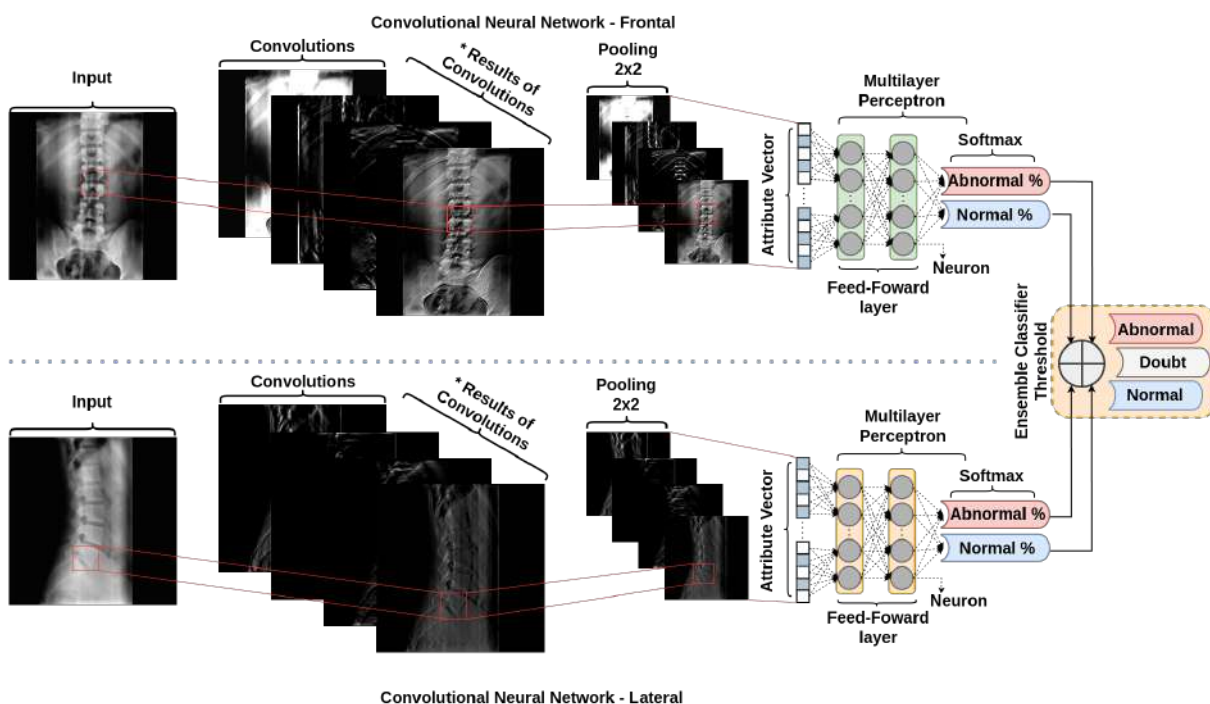 Convolutional Neural Network - Frontal
Input
Convolutions
* Results of
Convolutions
Pooling
2x2
Attribute Vector
Multilayer
Perceptron
Softmax
Abnormal %
Normal %
Neuron
Feed-Foward
layer
Ensemble Classifier
Threshold
Abnormal
Doubt
Normal
Input
Convolutions
* Results of
Convolutions
Pooling
2x2
Attribute Vector
Multilayer
Perceptron
Softmax
Abnormal %
Normal %
Neuron
Feed-Foward
layer
Convolutional Neural Network - Lateral